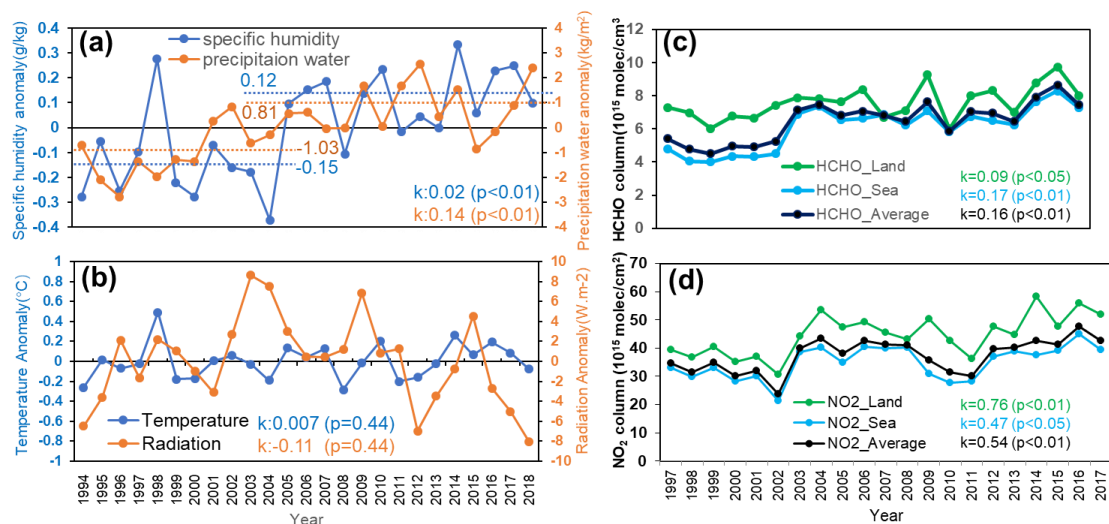 (a)
specific humidity
precipitaion water
0.12
0.81
-1.03
-0.15
k:0.02 (p<0.01)
k:0.14 (p<0.01)
Specific humidity anomaly(g/kg)
0.4
0.3
0.2
0.1
0
-0.1
-0.2
-0.3
-0.4
Precipitation water anomaly(kg/m²)
4
3
2
1
0
-1
-2
-3
-4
(b)
Temperature
Radiation
k:0.007 (p=0.44)
k:-0.11 (p=0.44)
Temperature Anomaly(°C)
1
0.8
0.6
0.4
0.2
0
-0.2
-0.4
-0.6
-0.8
-1
Radiation Anomaly(W.m-2)
10
8
6
4
2
0
-2
-4
-6
-8
-10
1994 1995 1996 1997 1998 1999 2000 2001 2002 2003 2004 2005 2006 2007 2008 2009 2010 2011 2012 2013 2014 2015 2016 2017 2018
Year
(c)
HCHO_Land
HCHO_Sea
HCHO_Average
k=0.09 (p<0.05)
k=0.17 (p<0.01)
k=0.16 (p<0.01)
HCHO column(10¹⁵ molec/cm³
12
10
8
6
4
2
0
(d)
NO2_Land
NO2_Sea
NO2_Average
k=0.76 (p<0.01)
k=0.47 (p<0.05)
k=0.54 (p<0.01)
NO₂ column (10¹⁵ molec/cm²)
70
60
50
40
30
20
10
0
1997 1998 1999 2000 2001 2002 2003 2004 2005 2006 2007 2008 2009 2010 2011 2012 2013 2014 2015 2016 2017
Year